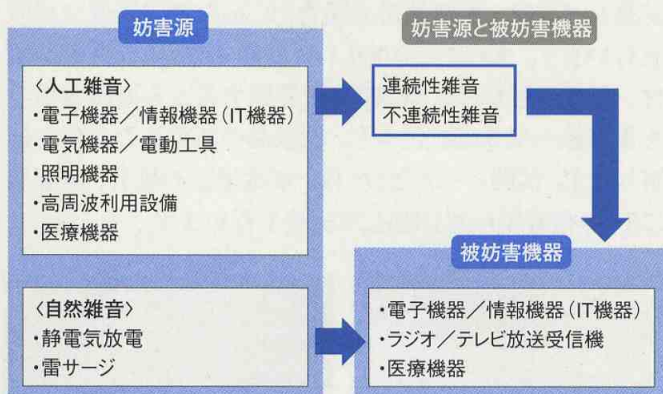 妨害源
妨害源と被妨害機器
〈人工雑音〉
・電子機器／情報機器(IT機器)
・電気機器／電動工具
・照明機器
・高周波利用設備
・医療機器
連続性雑音
不連続性雑音
〈自然雑音〉
・静電気放電
・雷サージ
被妨害機器
・電子機器／情報機器(IT機器)
・ラジオ／テレビ放送受信機
・医療機器